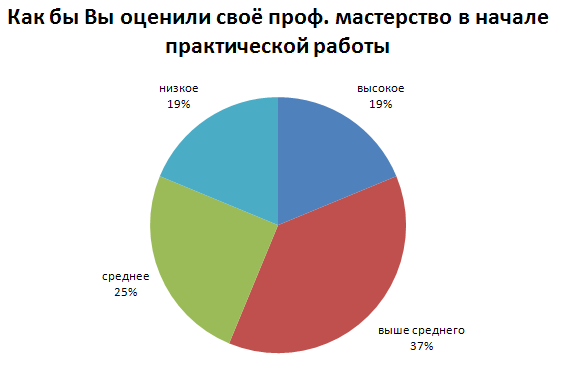 Как бы Вы оценили своё проф. мастерство в начале
практической работы
низкое
19%
высокое
19%
среднее
25%
выше среднего
37%